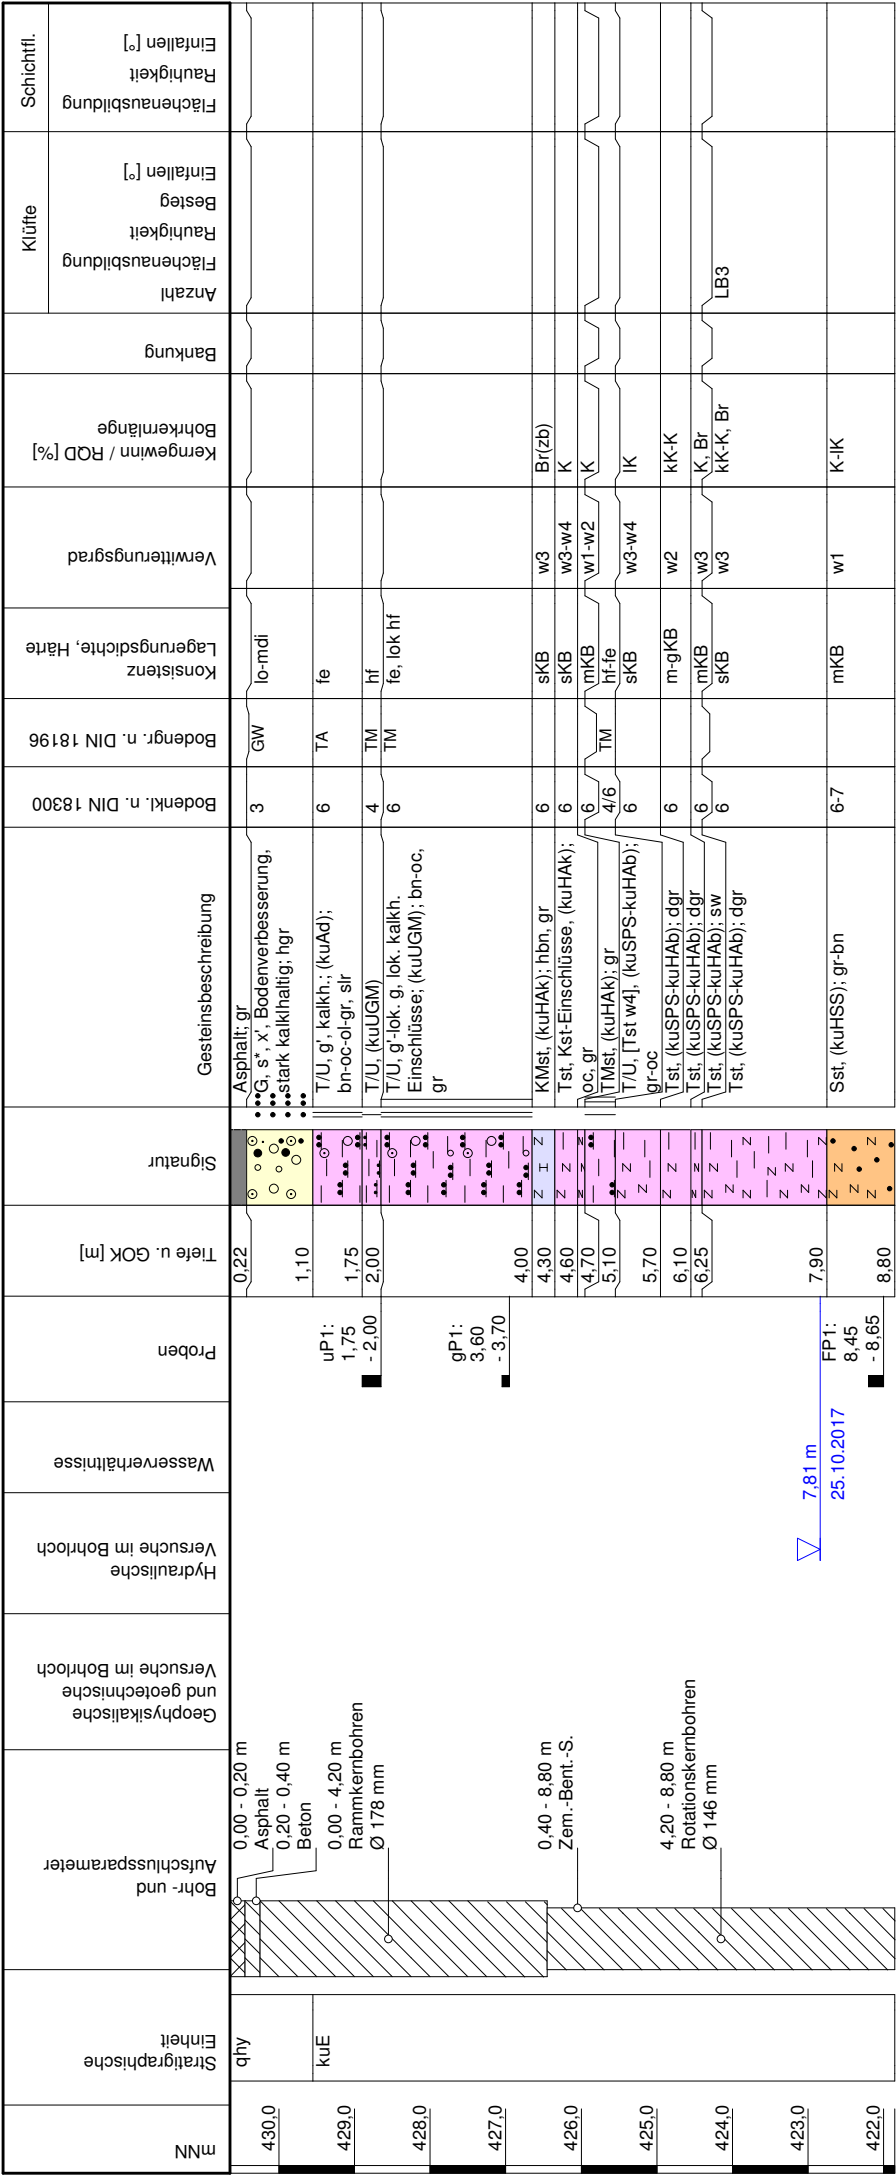 mNN
Stratigraphische
Einheit
Bohr- und
Aufschlussparameter
Geophysikalische
und geotechnische
Versuche im Bohrloch
Hydraulische
Versuche im Bohrloch
Wasserverhältnisse
Proben
Tiefe u. GOK [m]
Signatur
Gesteinsbeschreibung
Bodenkl. n. DIN 18300
Bodengr. n. DIN 18196
Konsistenz
Lagerungsdichte, Härte
Verwitterungsgrad
Kerngewinn / RQD [%]
Bohrkernlänge
Bankung
Klüfte
Anzahl
Flächenausbildung
Rauhigkeit
Besteg
Einfallen [°]
Schichtfl.
Flächenausbildung
Rauhigkeit
Einfallen [°]
430,0
429,0
428,0
427,0
426,0
425,0
424,0
423,0
422,0
qhy
kuE
0,00 - 0,20 m
Asphalt
0,20 - 0,40 m
Beton
0,00 - 4,20 m
Rammkernbohren
Ø 178 mm
0,40 - 8,80 m
Zem.-Bent.-S.
4,20 - 8,80 m
Rotationskernbohren
Ø 146 mm
7,81 m
25.10.2017
uP1:
1,75
- 2,00
gP1:
3,60
- 3,70
FP1:
8,45
- 8,65
0,22
1,10
1,75
2,00
4,00
4,30
4,60
4,70
5,10
5,70
6,10
6,25
7,90
8,80
Asphalt; gr
G, s*, x', Bodenverbesserung,
stark kalklhaltig; hgr
T/U, g', kalkh.; (kuAd);
bn-oc-ol-gr, slr
T/U, (kuUGM)
T/U, g'-lok. g, lok. kalkh.
Einschlüsse; (kuUGM); bn-oc,
gr
KMst, (kuHAk); hbn, gr
Tst, Kst-Einschlüsse, (kuHAk);
oc, gr
TMst, (kuHAk); gr
T/U, [Tst w4], (kuSPS-kuHAb);
gr-oc
Tst, (kuSPS-kuHAb); dgr
Tst, (kuSPS-kuHAb); dgr
Tst, (kuSPS-kuHAb); sw
Tst, (kuSPS-kuHAb); dgr
Sst, (kuHSS); gr-bn
3
6
4
6
6
6
6
4/6
6
6
6
6
6-7
GW
TA
TM
TM
TM
lo-mdi
fe
hf
fe, lok hf
sKB
sKB
mKB
hf-fe
sKB
m-gKB
mKB
sKB
mKB
w3
w3-w4
w1-w2
w3-w4
w2
w3
w3
w1
Br(zb)
K
K
lK
kK-K
K, Br
kK-K, Br
K-lK
LB3